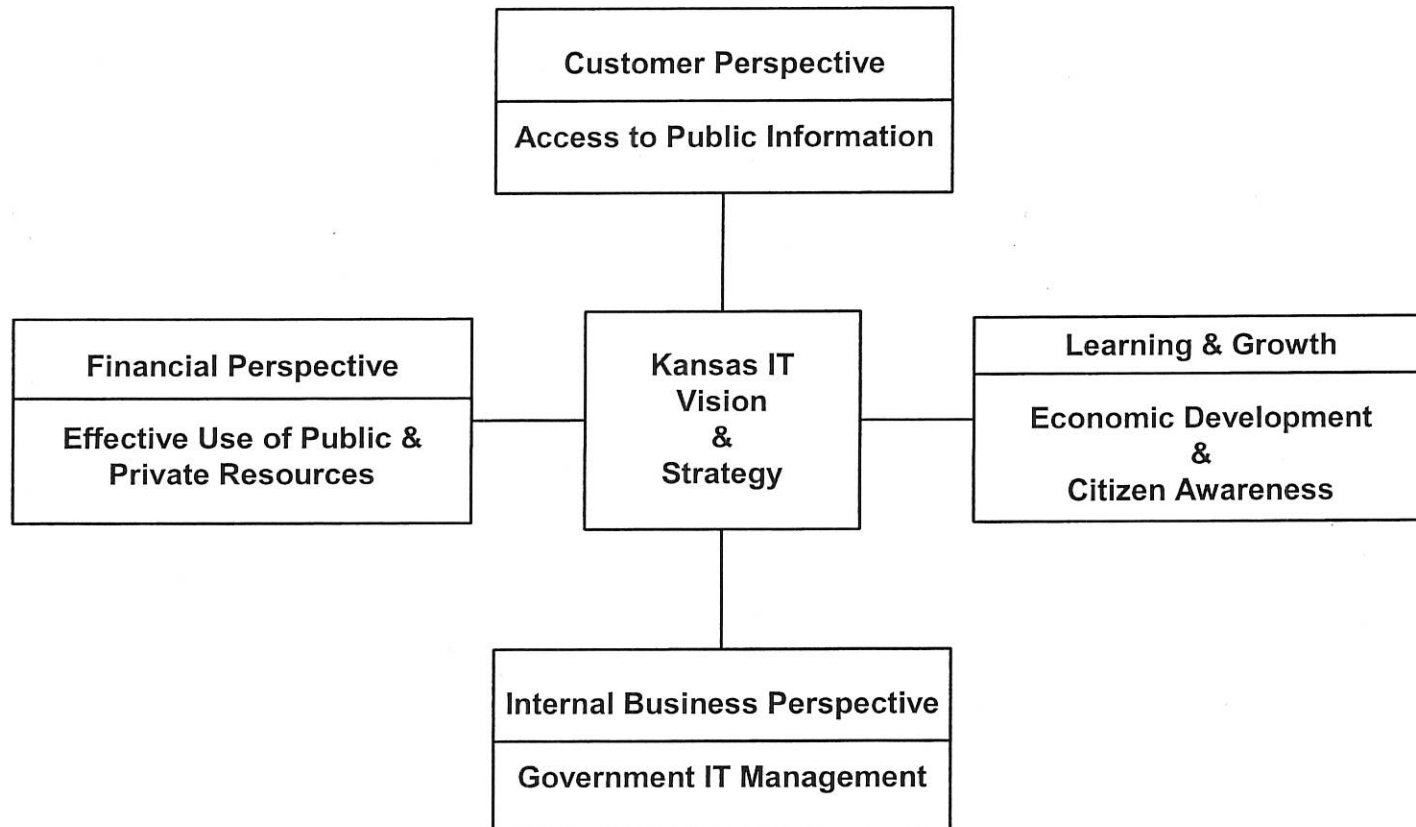 Customer Perspective
Access to Public Information
Financial Perspective
Effective Use of Public &
Private Resources
Kansas IT
Vision
&
Strategy
Learning & Growth
Economic Development
&
Citizen Awareness
Internal Business Perspective
Government IT Management